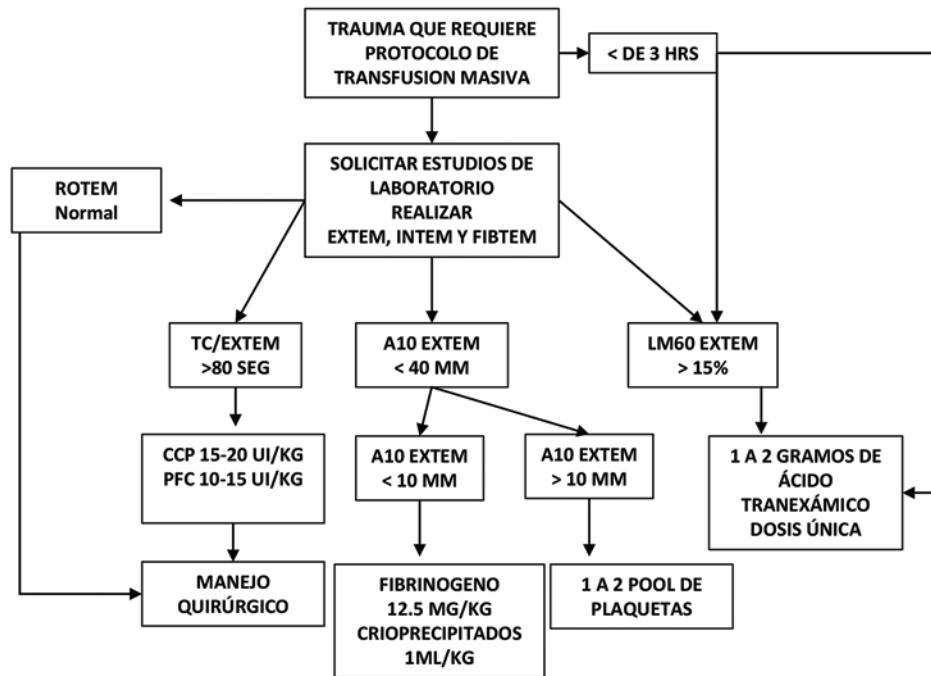 TRAUMA QUE REQUIERE
PROTOCOLO DE
TRANSFUSION MASIVA
< DE 3 HRS
SOLICITAR ESTUDIOS DE
LABORATORIO
REALIZAR
EXTEM, INTEM Y FIBTEM
ROTEM
Normal
TC/EXTEM
>80 SEG
A10 EXTEM
< 40 MM
LM60 EXTEM
> 15%
CCP 15-20 UI/KG
PFC 10-15 UI/KG
A10 EXTEM
< 10 MM
A10 EXTEM
> 10 MM
1 A 2 GRAMOS DE
ÁCIDO
TRANEXÁMICO
DOSIS ÚNICA
MANEJO
QUIRÚRGICO
FIBRINOGENO
12.5 MG/KG
CRIOPRECIPITADOS
1ML/KG
1 A 2 POOL DE
PLAQUETAS